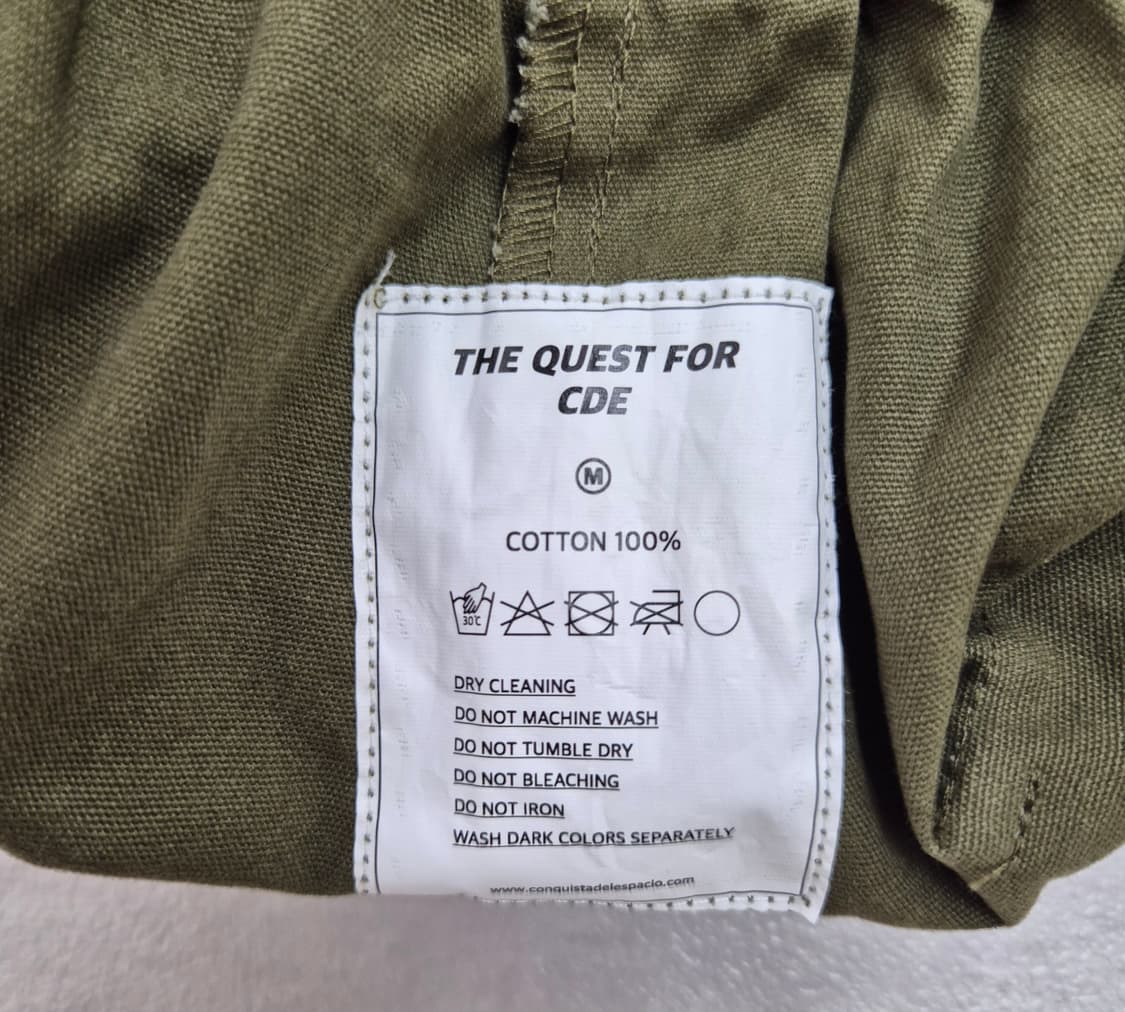 THE QUEST FOR
CDE
M
COTTON 100%
30°C
DRY CLEANING
DO NOT MACHINE WASH
DO NOT TUMBLE DRY
DO NOT BLEACHING
DO NOT IRON
WASH DARK COLORS SEPARATELY
www.conquistadelespacio.com